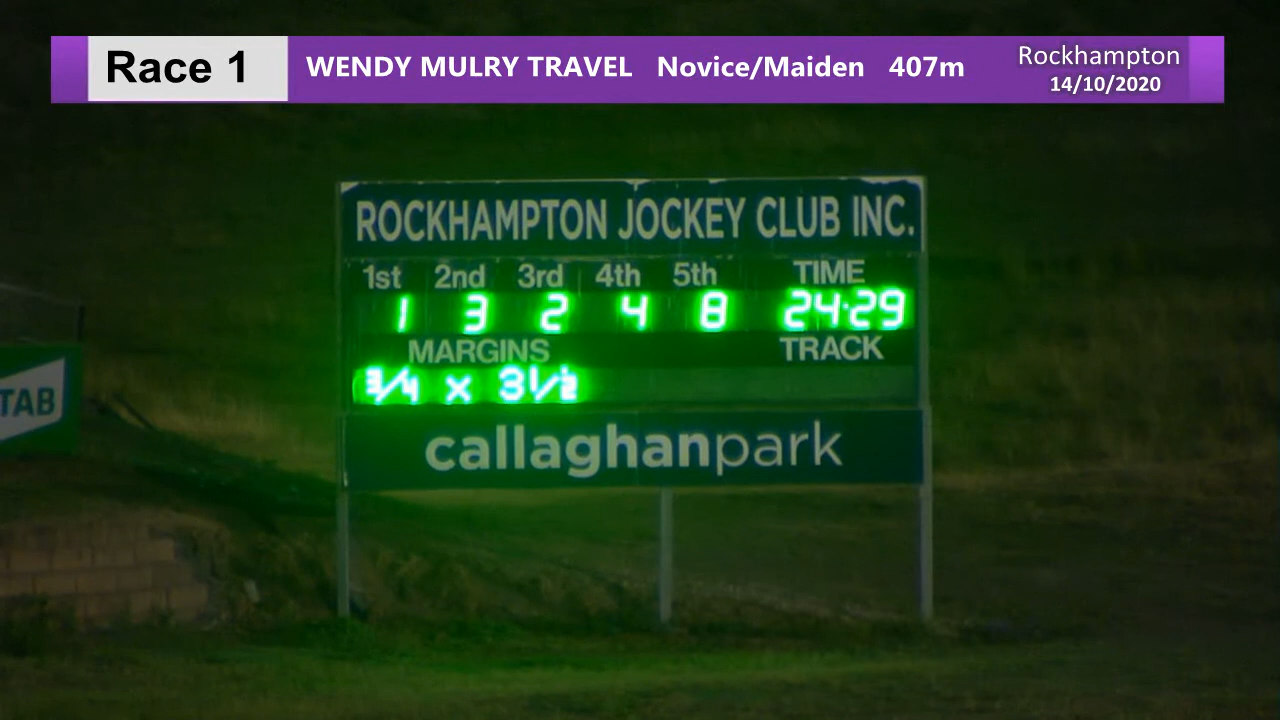 Race 1 WENDY MULRY TRAVEL Novice/Maiden 407m Rockhampton
14/10/2020
ROCKHAMPTON JOCKEY CLUB INC.
1st 2nd 3rd 4th 5th TIME
1 3 2 4 8 24.29
MARGINS TRACK
3/4 x 3 1/2
TAB
callaghanpark